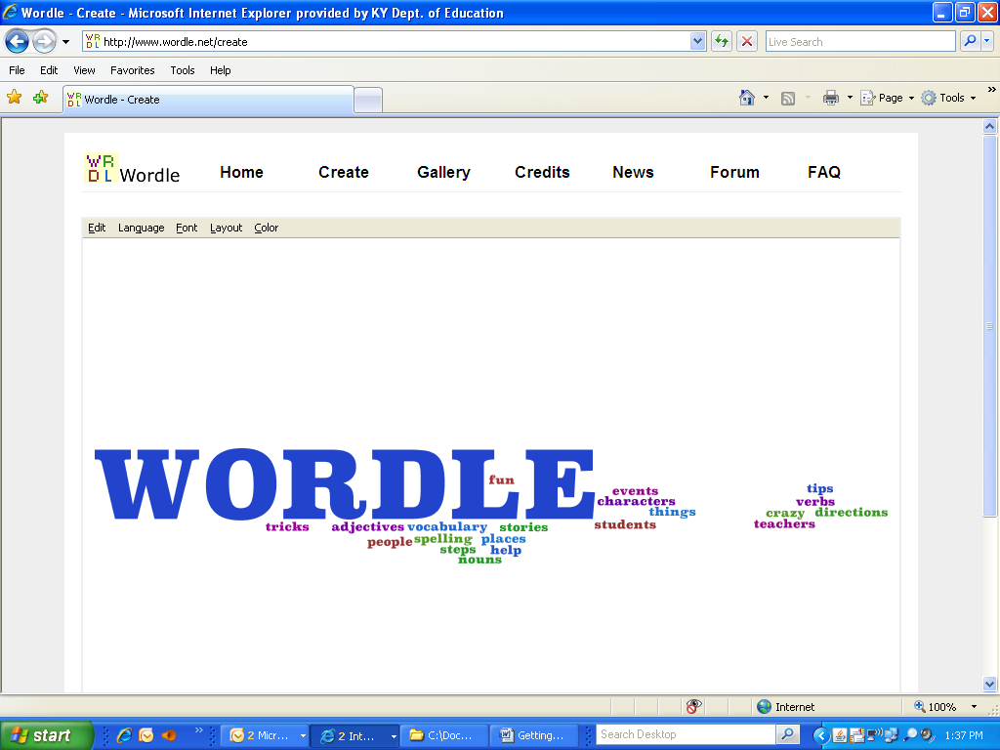 Wordle - Create - Microsoft Internet Explorer provided by KY Dept. of Education
http://www.wordle.net/create
Live Search
File Edit View Favorites Tools Help
WR DL Wordle - Create
Page Tools »
WR
DL Wordle Home Create Gallery Credits News Forum FAQ
Edit Language Font Layout Color
WORDLE
fun
events
characters
things
students
tips
verbs
crazy directions
teachers
tricks adjectives vocabulary stories
people spelling places
steps help
nouns
Internet 100%
start » 2 Micr... 2 Int... C:\Doc... Getting... Search Desktop 1:37 PM